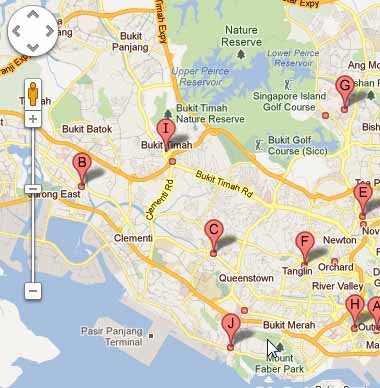 Timah Expy
Expy
Bukit
Panjang
Nature
Reserve
Lower Peirce
Reservoir
Upper Peirce
Reservoir
Ang Mo
G
Singapore Island
Golf Course
Bishan
Bukit Timah
Nature Reserve
I
Bukit Batok
Bukit Timah
Bukit Golf
Course (Sicc)
B
Jurong East
Bukit Timah Rd
Clementi Rd
Toa P
E
Nov
C
Clementi
F
Newton
Tanglin
Orchard
Queenstown
River Valley
H
A
Outr
J
Bukit Merah
Pasir Panjang
Terminal
Mount
Faber Park